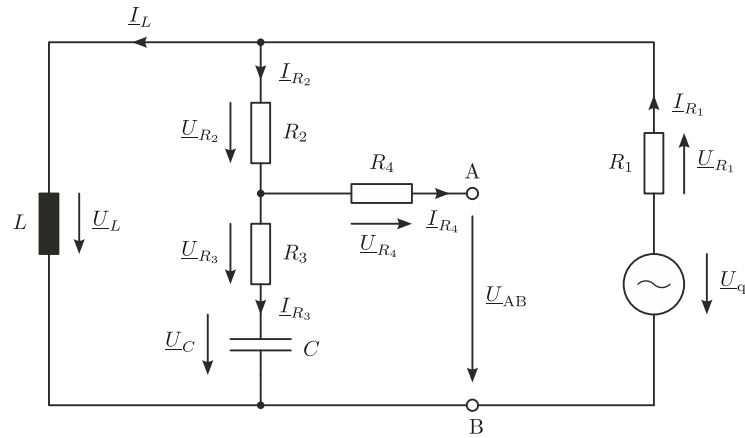 I_L
I_R₂
U_R₂
R₂
R₄
A
I_R₁
R₁
U_R₁
L
U_L
U_R₃
R₃
U_R₄
I_R₄
I_R₃
U_q
U_AB
U_C
C
B